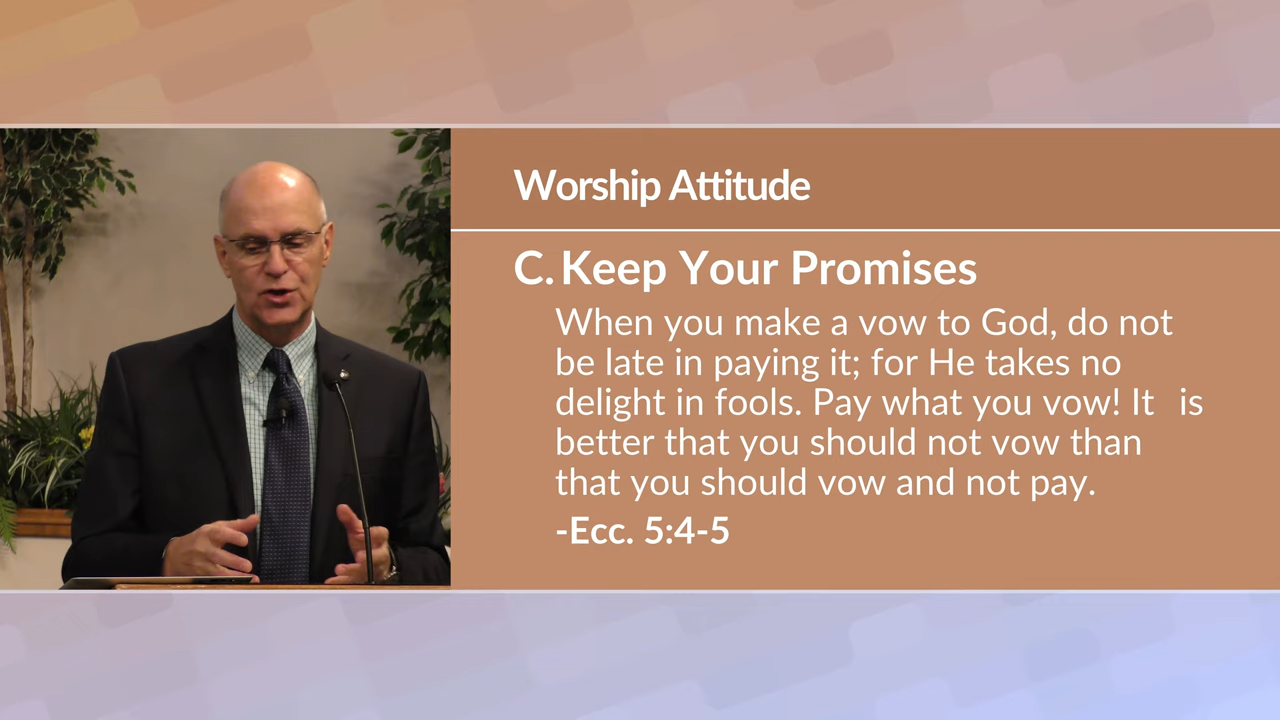 Worship Attitude
C. Keep Your Promises
When you make a vow to God, do not
be late in paying it; for He takes no
delight in fools. Pay what you vow! It is
better that you should not vow than
that you should vow and not pay.
-Ecc. 5:4-5